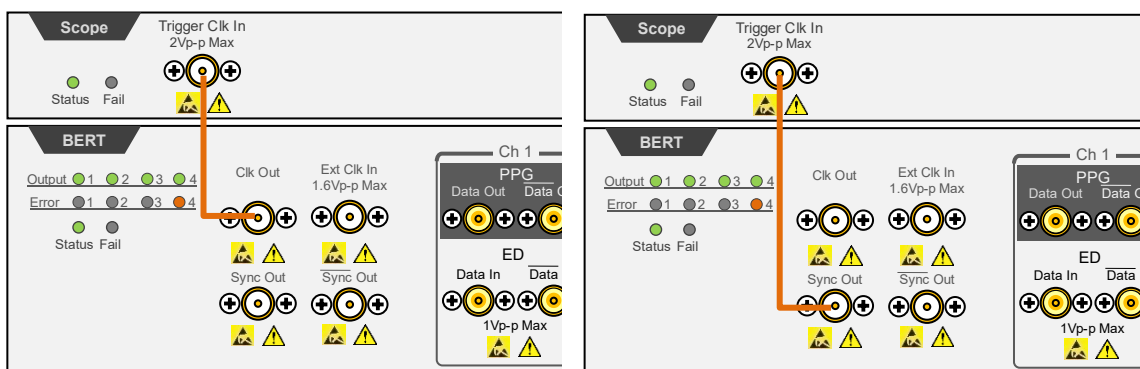 Scope
Trigger Clk In
2Vp-p Max
Status Fail
BERT
Output 1 2 3 4
Error 1 2 3 4
Status Fail
Clk Out
Ext Clk In
1.6Vp-p Max
Sync Out
Sync Out
Ch 1
PPG
Data Out Data O
ED
Data In Data
1Vp-p Max
Scope
Trigger Clk In
2Vp-p Max
Status Fail
BERT
Output 1 2 3 4
Error 1 2 3 4
Status Fail
Clk Out
Ext Clk In
1.6Vp-p Max
Sync Out
Sync Out
Ch 1
PPG
Data Out Data O
ED
Data In Data
1Vp-p Max